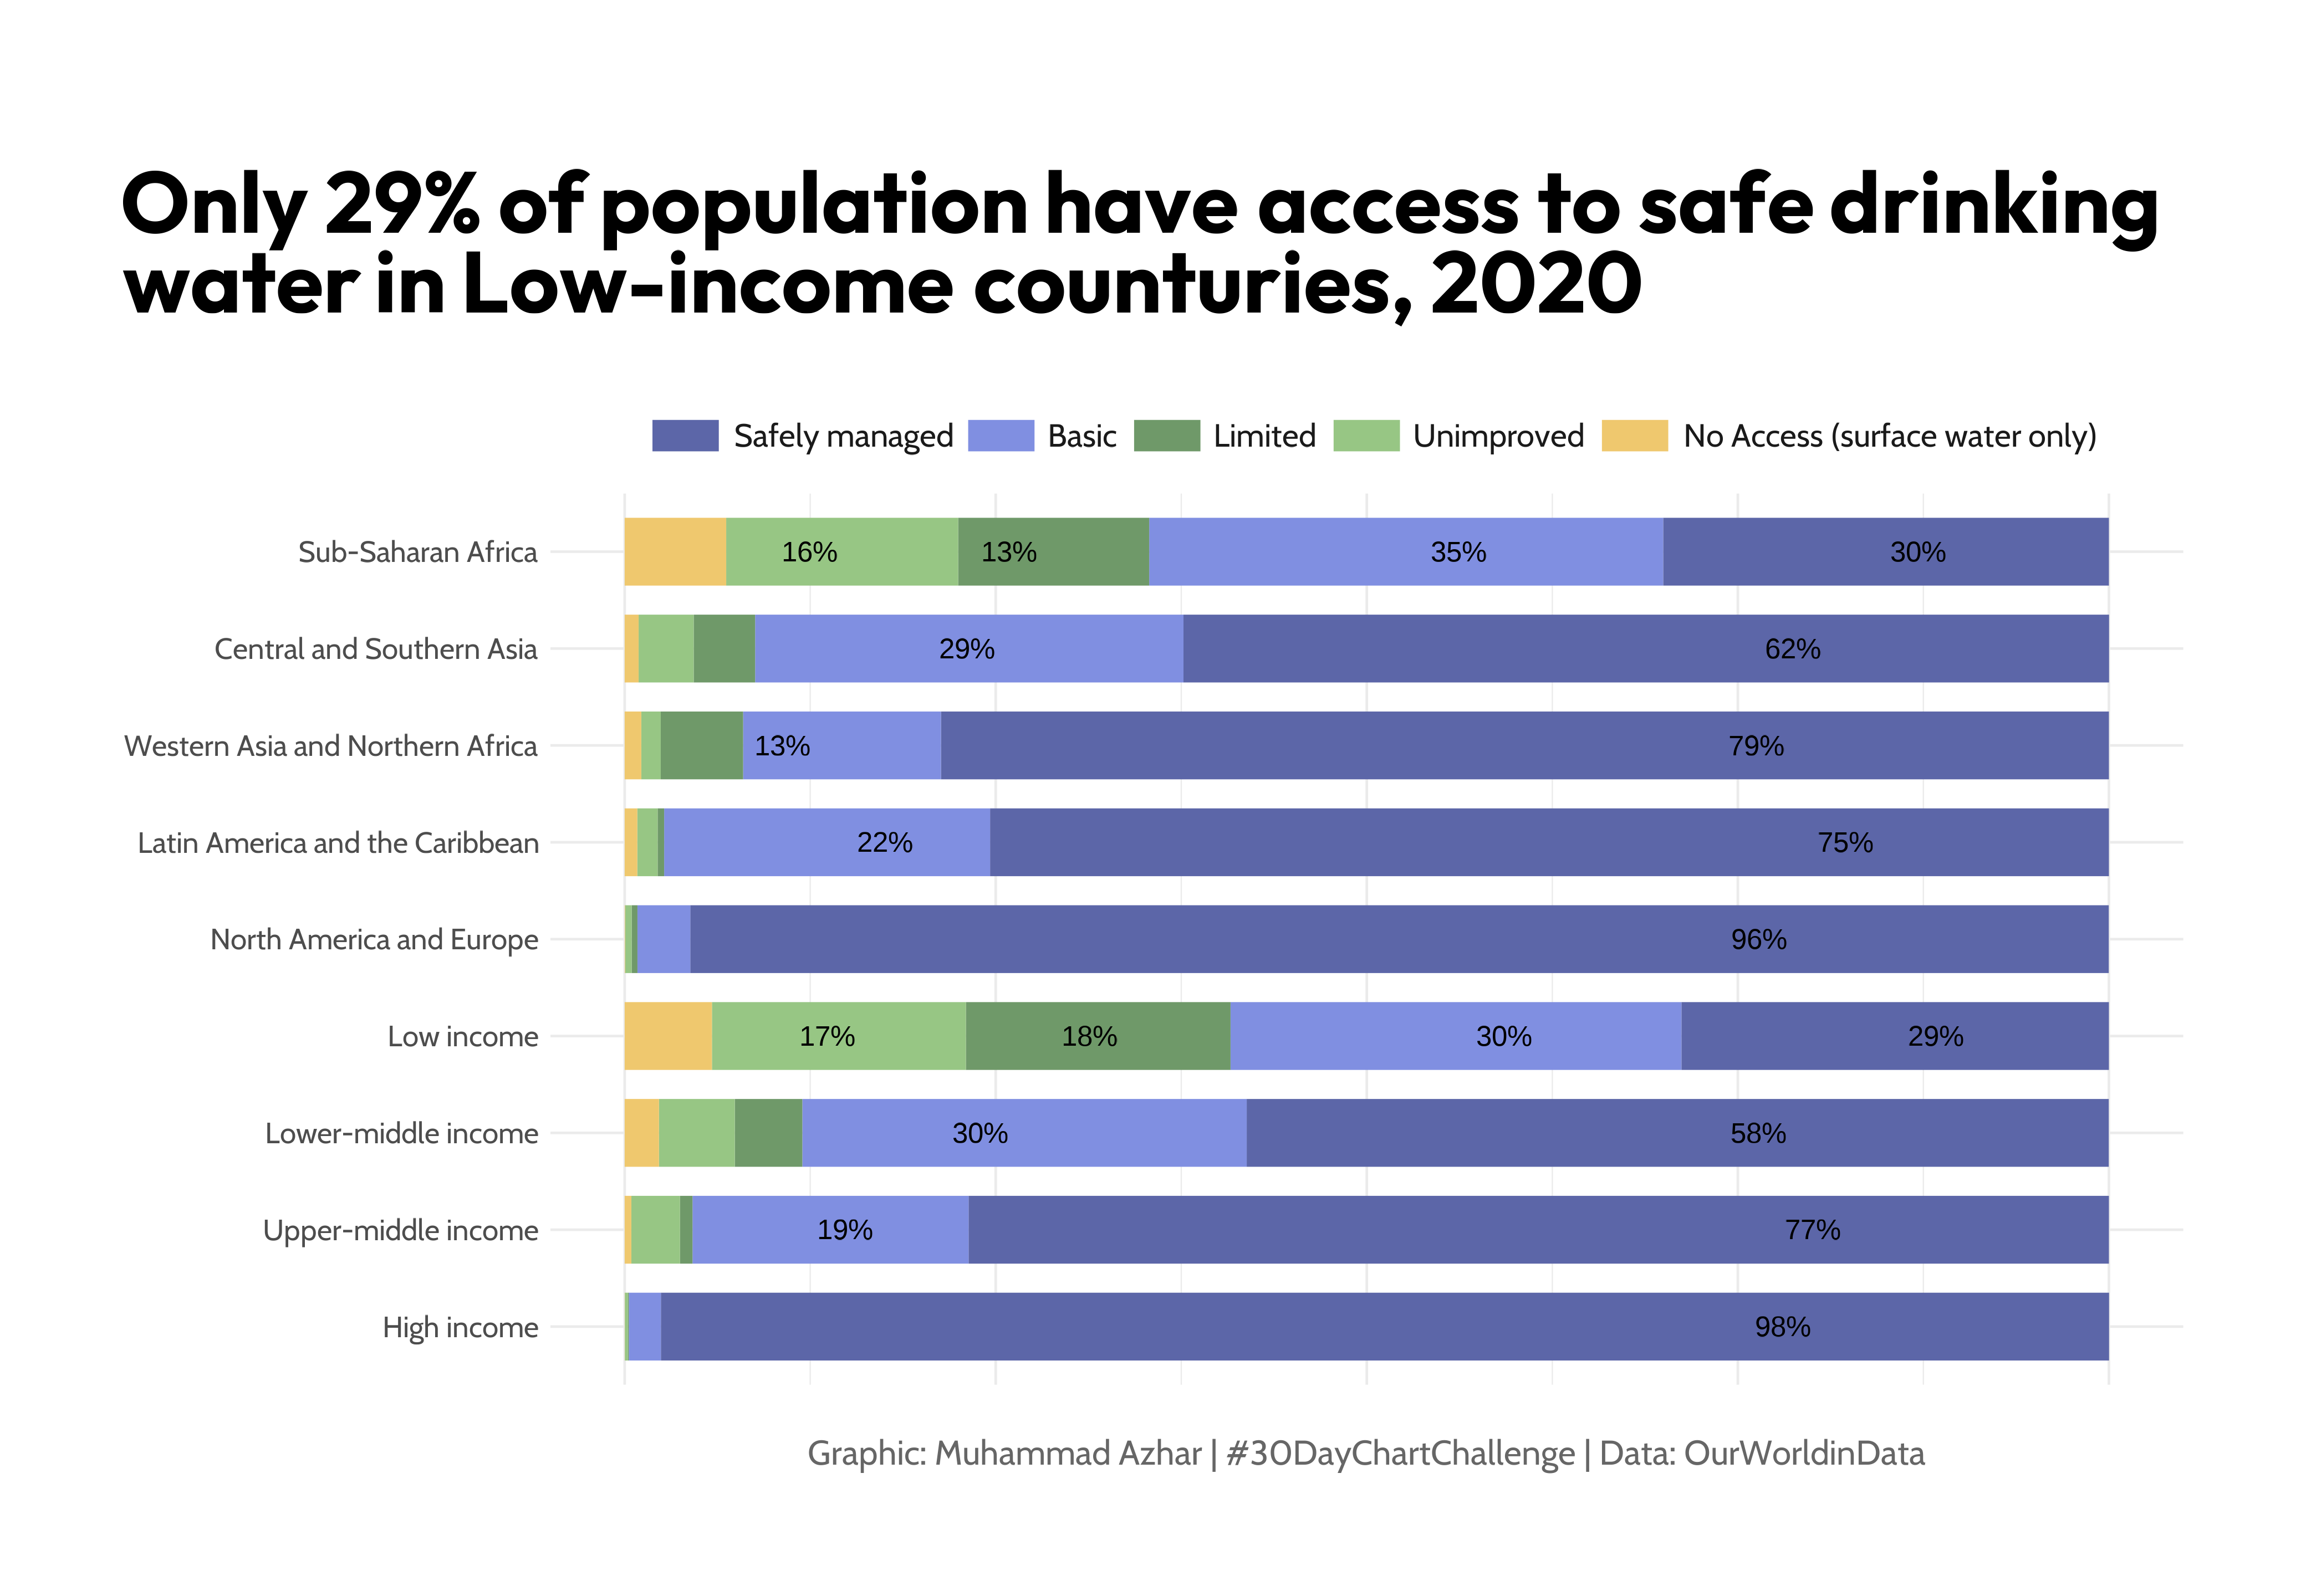 Only 29% of population have access to safe drinking
water in Low-income counturies, 2020
Safely managed Basic Limited Unimproved No Access (surface water only)
Sub-Saharan Africa 16% 13% 35% 30%
Central and Southern Asia 29% 62%
Western Asia and Northern Africa 13% 79%
Latin America and the Caribbean 22% 75%
North America and Europe 96%
Low income 17% 18% 30% 29%
Lower-middle income 30% 58%
Upper-middle income 19% 77%
High income 98%
Graphic: Muhammad Azhar | #30DayChartChallenge | Data: OurWorldinData